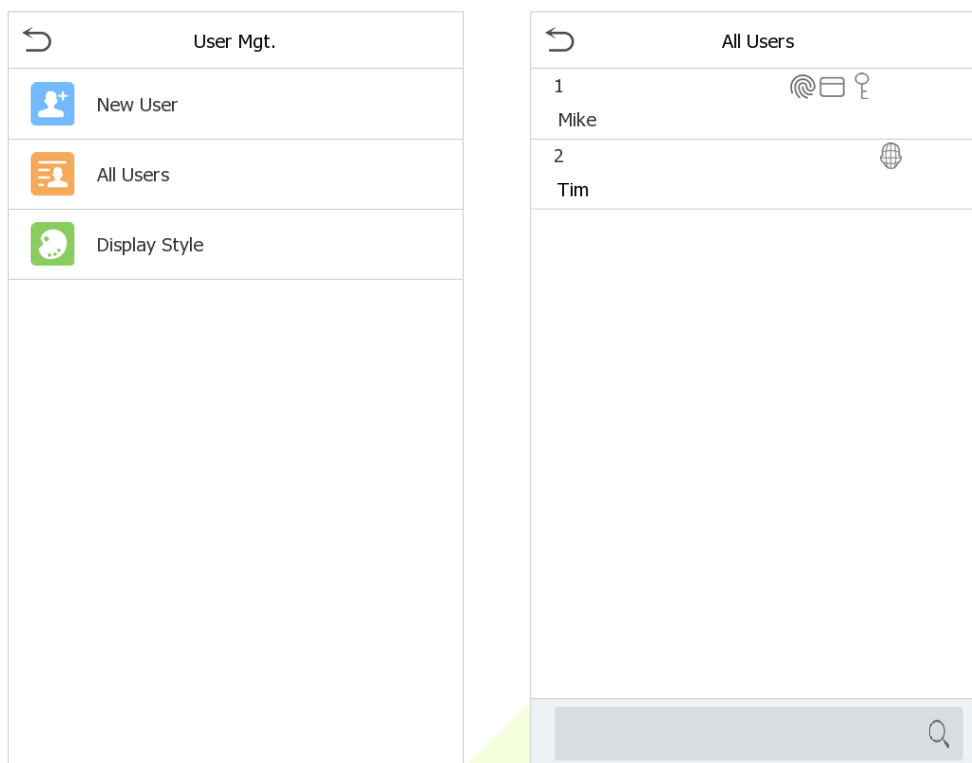 User Mgt.
New User
All Users
Display Style
All Users
1
Mike
2
Tim